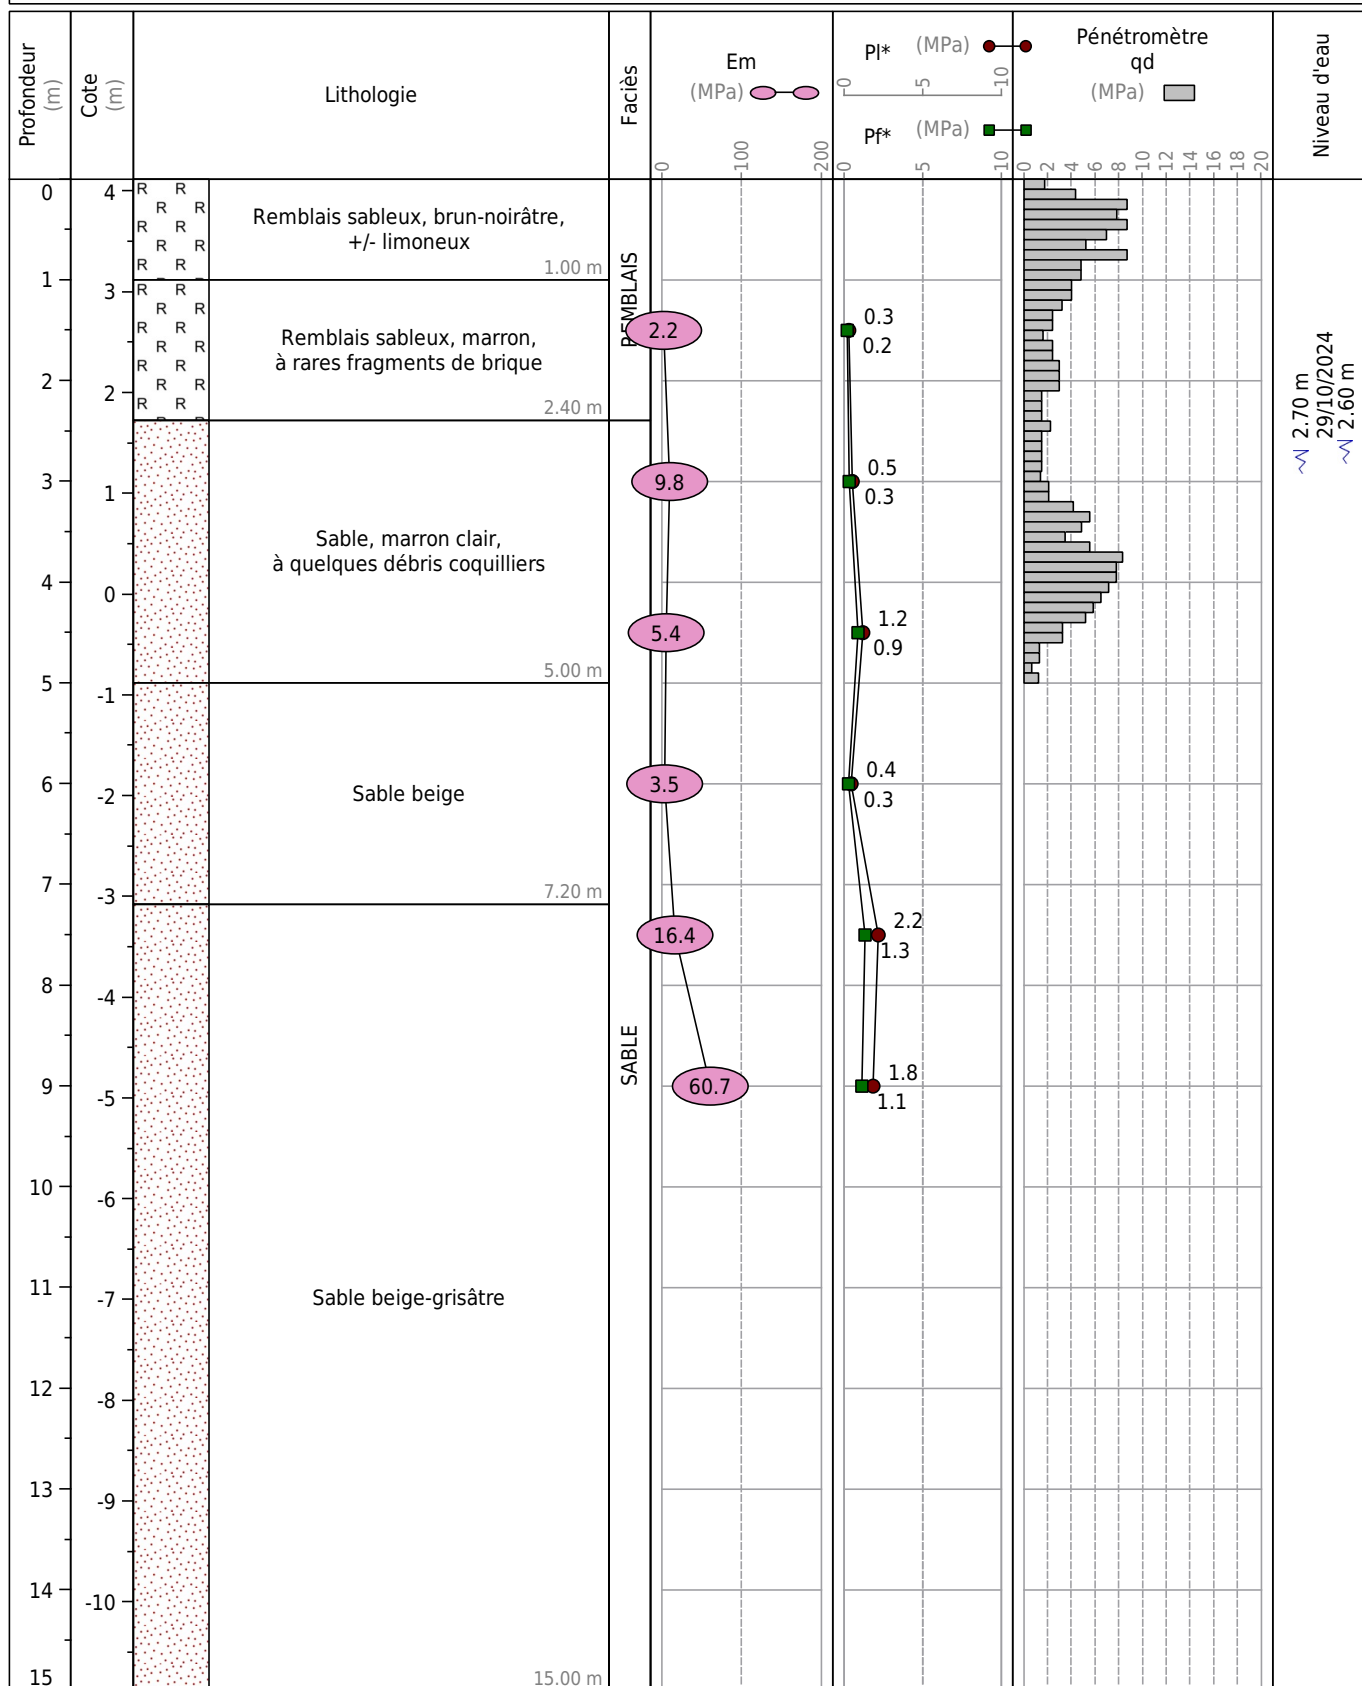 Profondeur
(m)
Cote
(m)
Lithologie
Faciès
Em
(MPa)
0
100
200
Pl*
(MPa)
0
5
10
Pf*
(MPa)
0
5
10
Pénétromètre
qd
(MPa)
0
2
4
6
8
10
12
14
16
18
20
Niveau d'eau
0
1
2
3
4
5
6
7
8
9
10
11
12
13
14
15
4
3
2
1
0
-1
-2
-3
-4
-5
-6
-7
-8
-9
-10
R R
R R
R R
R R
R R
R R
R R
R R
R R
R R
R R
R R
R R
Remblais sableux, brun-noirâtre,
+/- limoneux
1.00 m
Remblais sableux, marron,
à rares fragments de brique
2.40 m
Sable, marron clair,
à quelques débris coquilliers
5.00 m
Sable beige
7.20 m
Sable beige-grisâtre
15.00 m
REMBLAIS
SABLE
2.2
9.8
5.4
3.5
16.4
60.7
0.3
0.2
0.5
0.3
1.2
0.9
0.4
0.3
2.2
1.3
1.8
1.1
2.70 m
29/10/2024
2.60 m